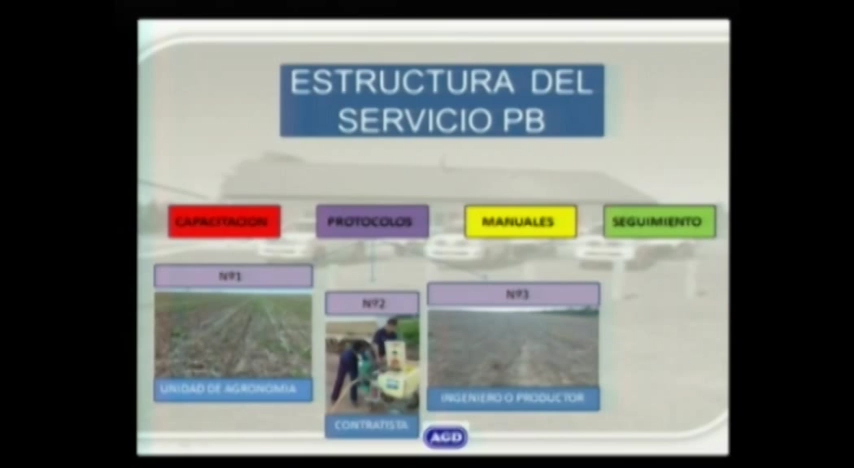 ESTRUCTURA DEL
SERVICIO PB
CAPACITACION
PROTOCOLOS
MANUALES
SEGUIMIENTO
Nº1
Nº2
Nº3
UNIDAD DE AGRONOMIA
CONTRATISTA
INGENIERO O PRODUCTOR
AGD